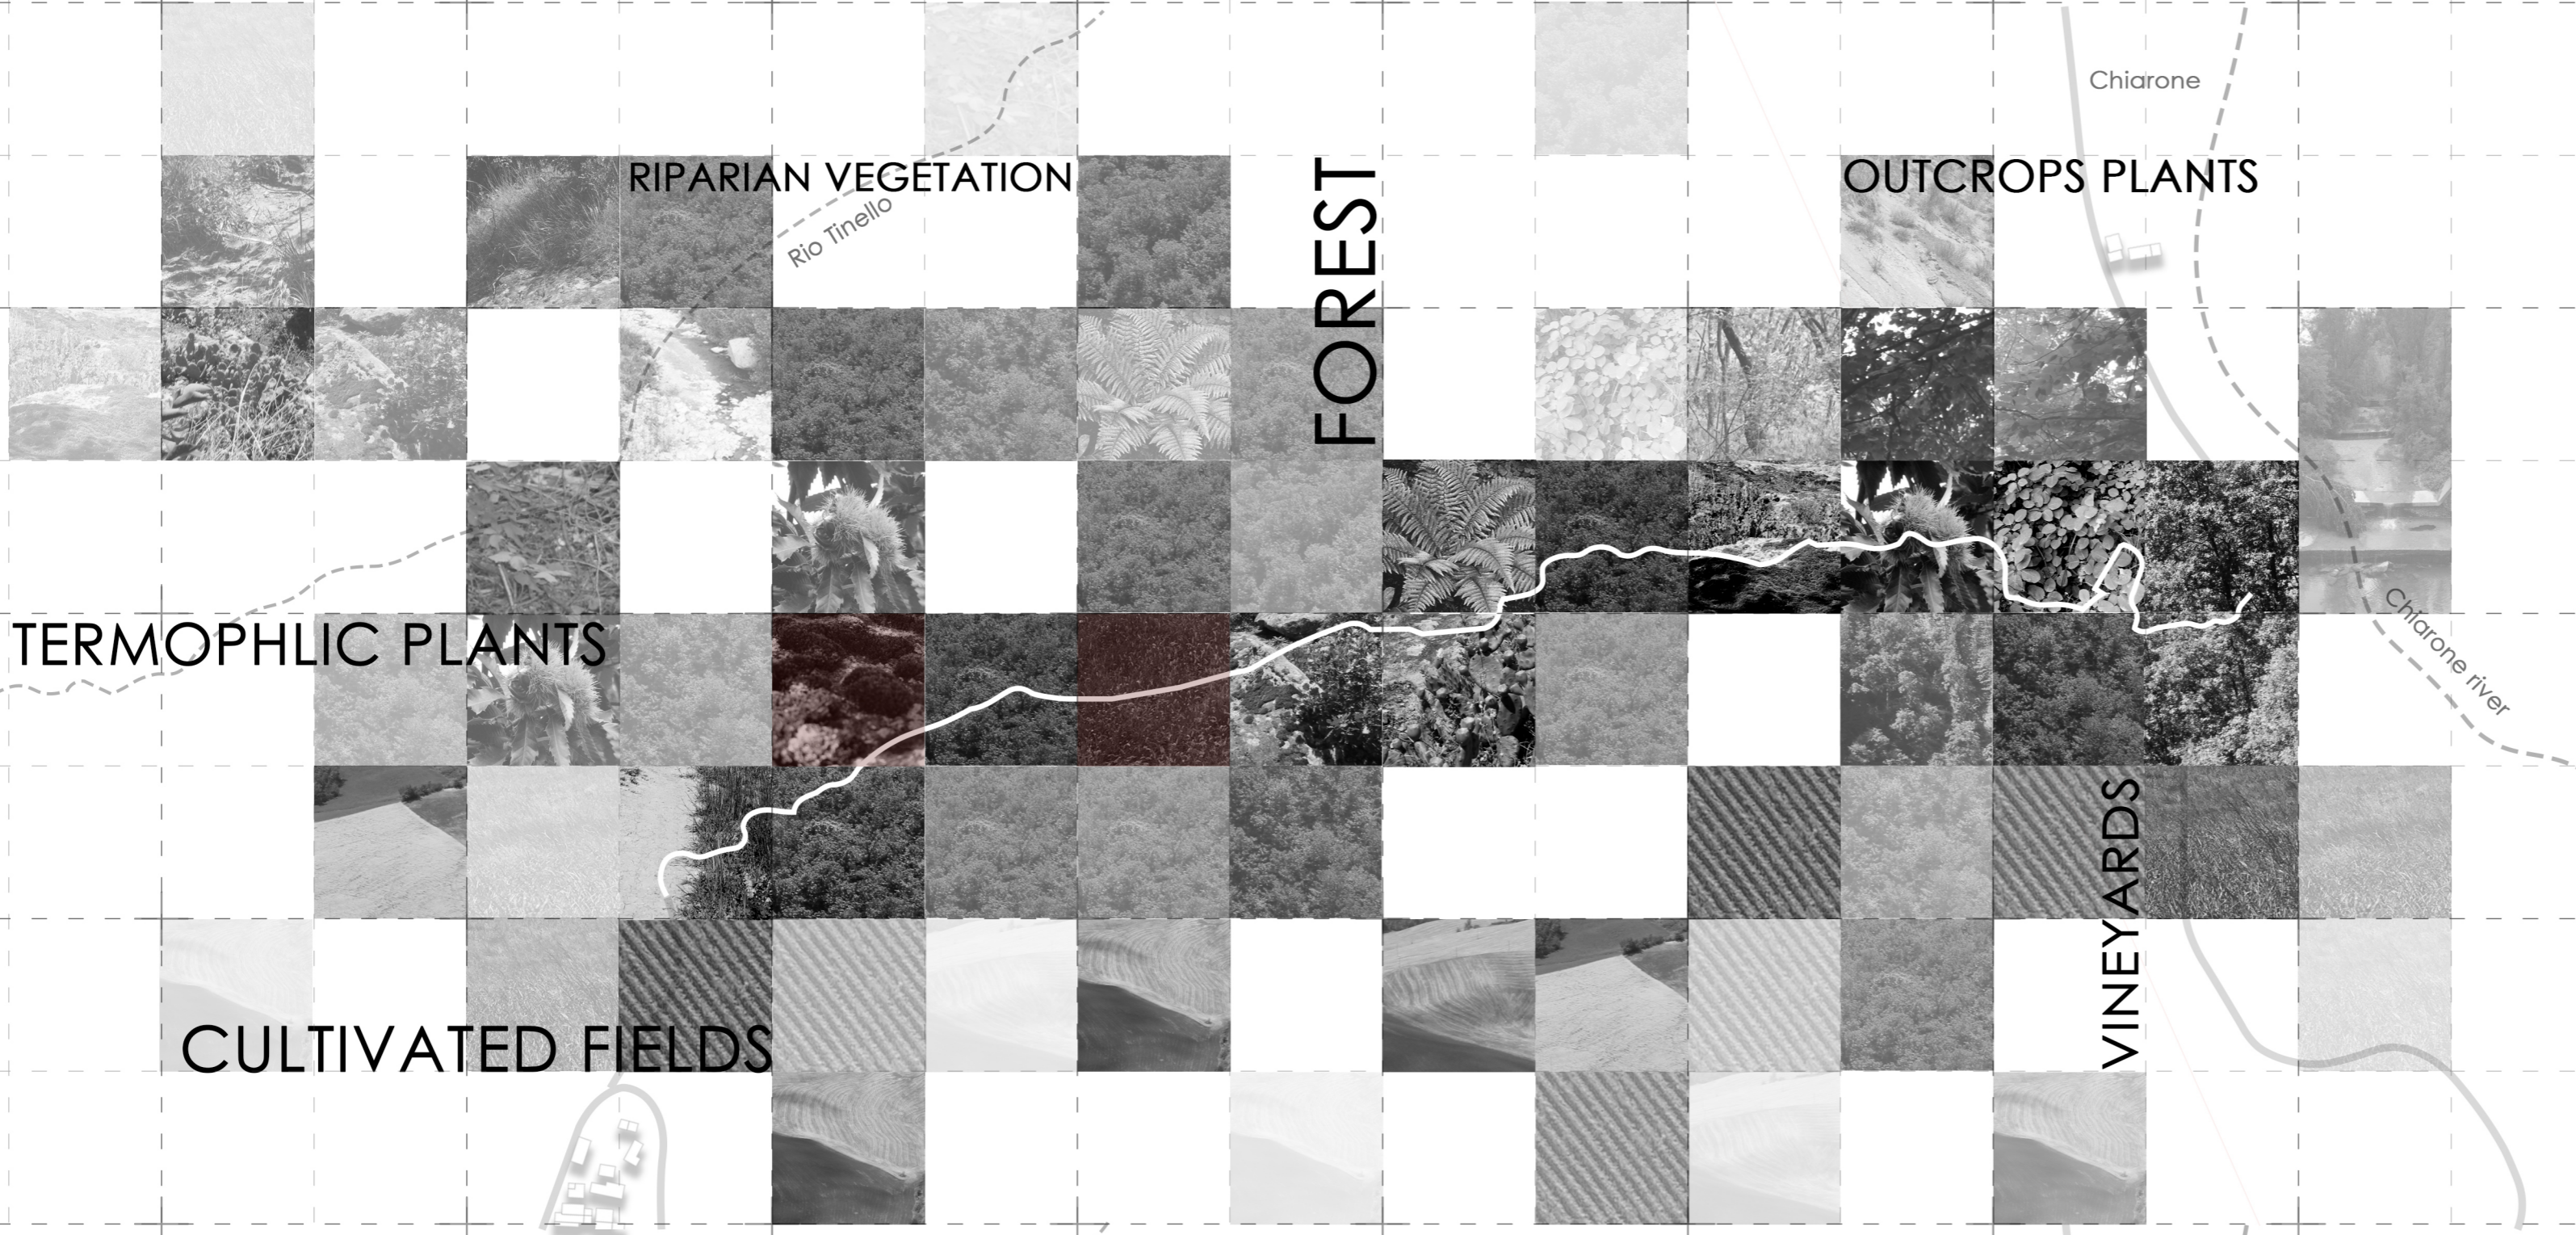 Chiarone
RIPARIAN VEGETATION
OUTCROPS PLANTS
Rio Tinello
FOREST
TERMOPHLIC PLANTS
Chiarone river
VINEYARDS
CULTIVATED FIELDS